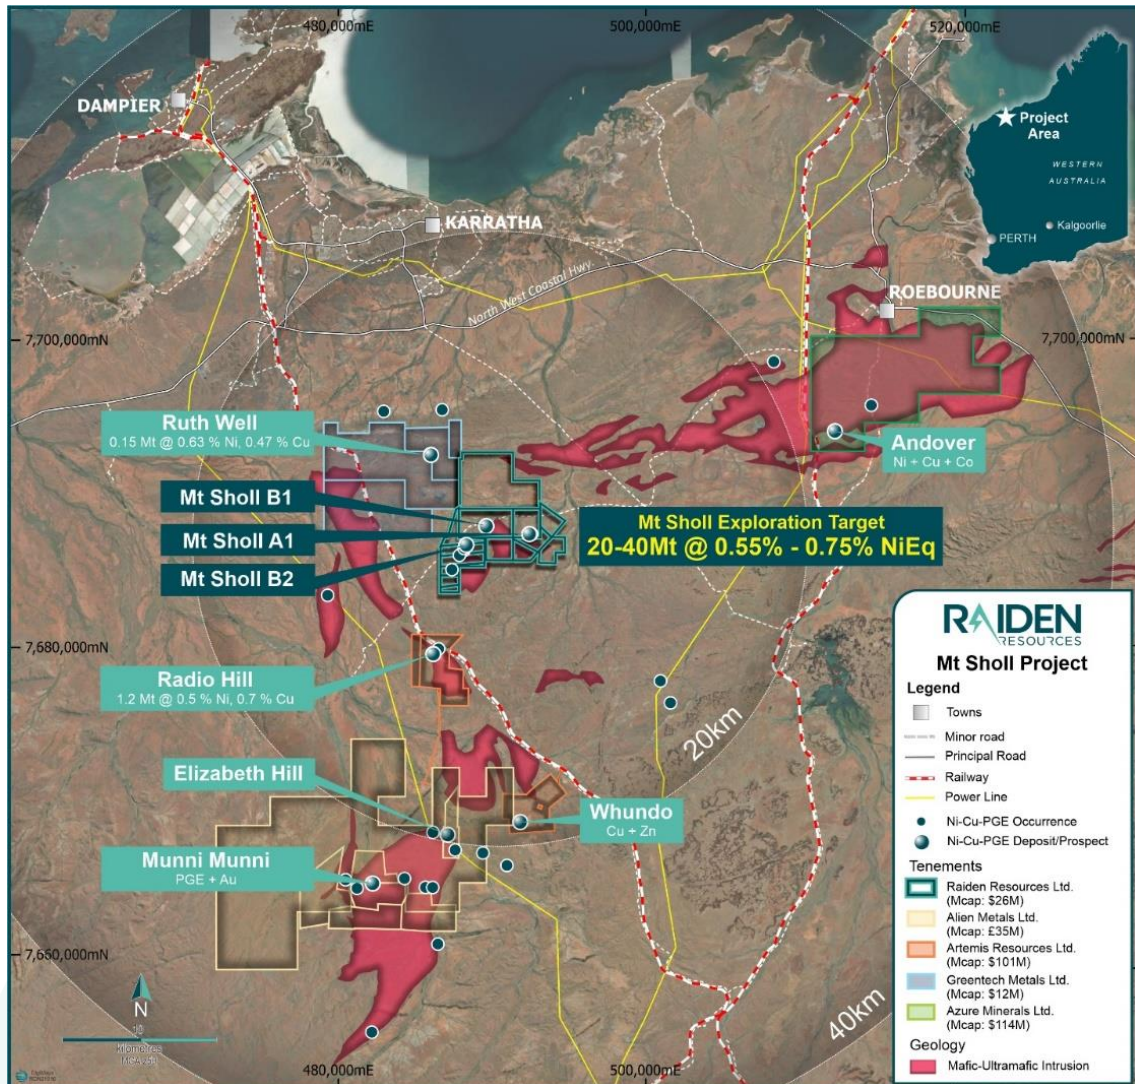 480,000mE
500,000mE
520,000mE
DAMPIER
KARRATHA
Project
Area
WESTERN
AUSTRALIA
Kalgoorlie
PERTH
North West Coastal Hwy
ROEBOURNE
7,700,000mN
7,700,000mN
Ruth Well
0.15 Mt @ 0.63 % Ni, 0.47 % Cu
Andover
Ni + Cu + Co
Mt Sholl B1
Mt Sholl A1
Mt Sholl B2
Mt Sholl Exploration Target
20-40Mt @ 0.55% - 0.75% NiEq
7,680,000mN
Radio Hill
1.2 Mt @ 0.5 % Ni, 0.7 % Cu
20km
Elizabeth Hill
Whundo
Cu + Zn
Munni Munni
PGE + Au
7,660,000mN
40km
N
480,000mE
500,000mE
RAIDEN
RESOURCES
Mt Sholl Project
Legend
Towns
Minor road
Principal Road
Railway
Power Line
Ni-Cu-PGE Occurrence
Ni-Cu-PGE Deposit/Prospect
Tenements
Raiden Resources Ltd.
(Mcap: $26M)
Alien Metals Ltd.
(Mcap: £35M)
Artemis Resources Ltd.
(Mcap: $101M)
Greentech Metals Ltd.
(Mcap: $12M)
Azure Minerals Ltd.
(Mcap: $114M)
Geology
Mafic-Ultramafic Intrusion